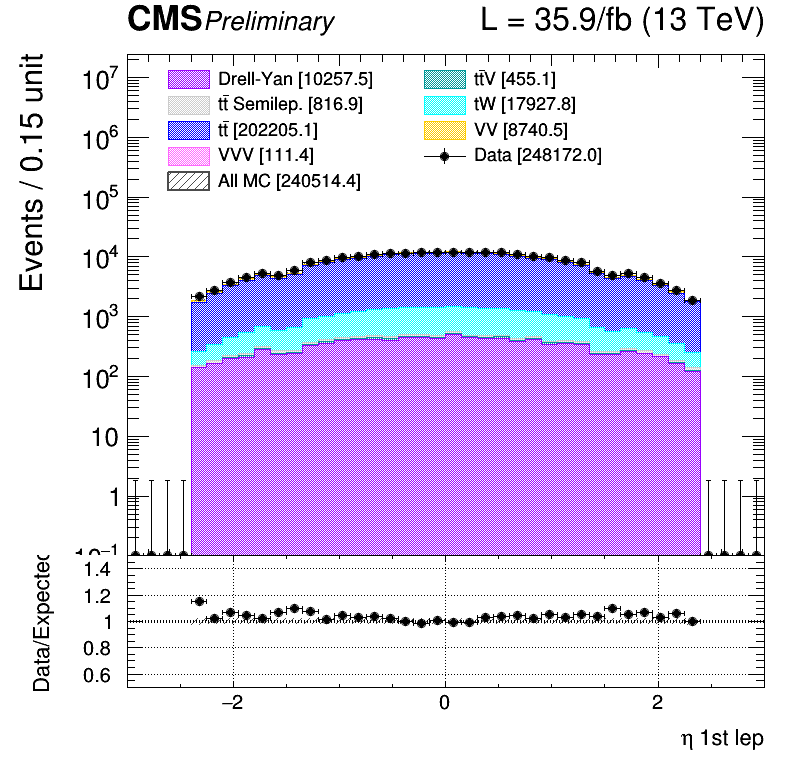 CMS Preliminary L = 35.9/fb (13 TeV)
Events / 0.15 unit
Drell-Yan [10257.5] tt̄V [455.1]
tt̄ Semilep. [816.9] tW [17927.8]
tt̄ [202205.1] VV [8740.5]
VVV [111.4] Data [248172.0]
All MC [240514.4]
10⁷
10⁶
10⁵
10⁴
10³
10²
10
1
10⁻¹
Data/Expected
1.4
1.2
1
0.8
0.6
−2 0 2
η 1st lep